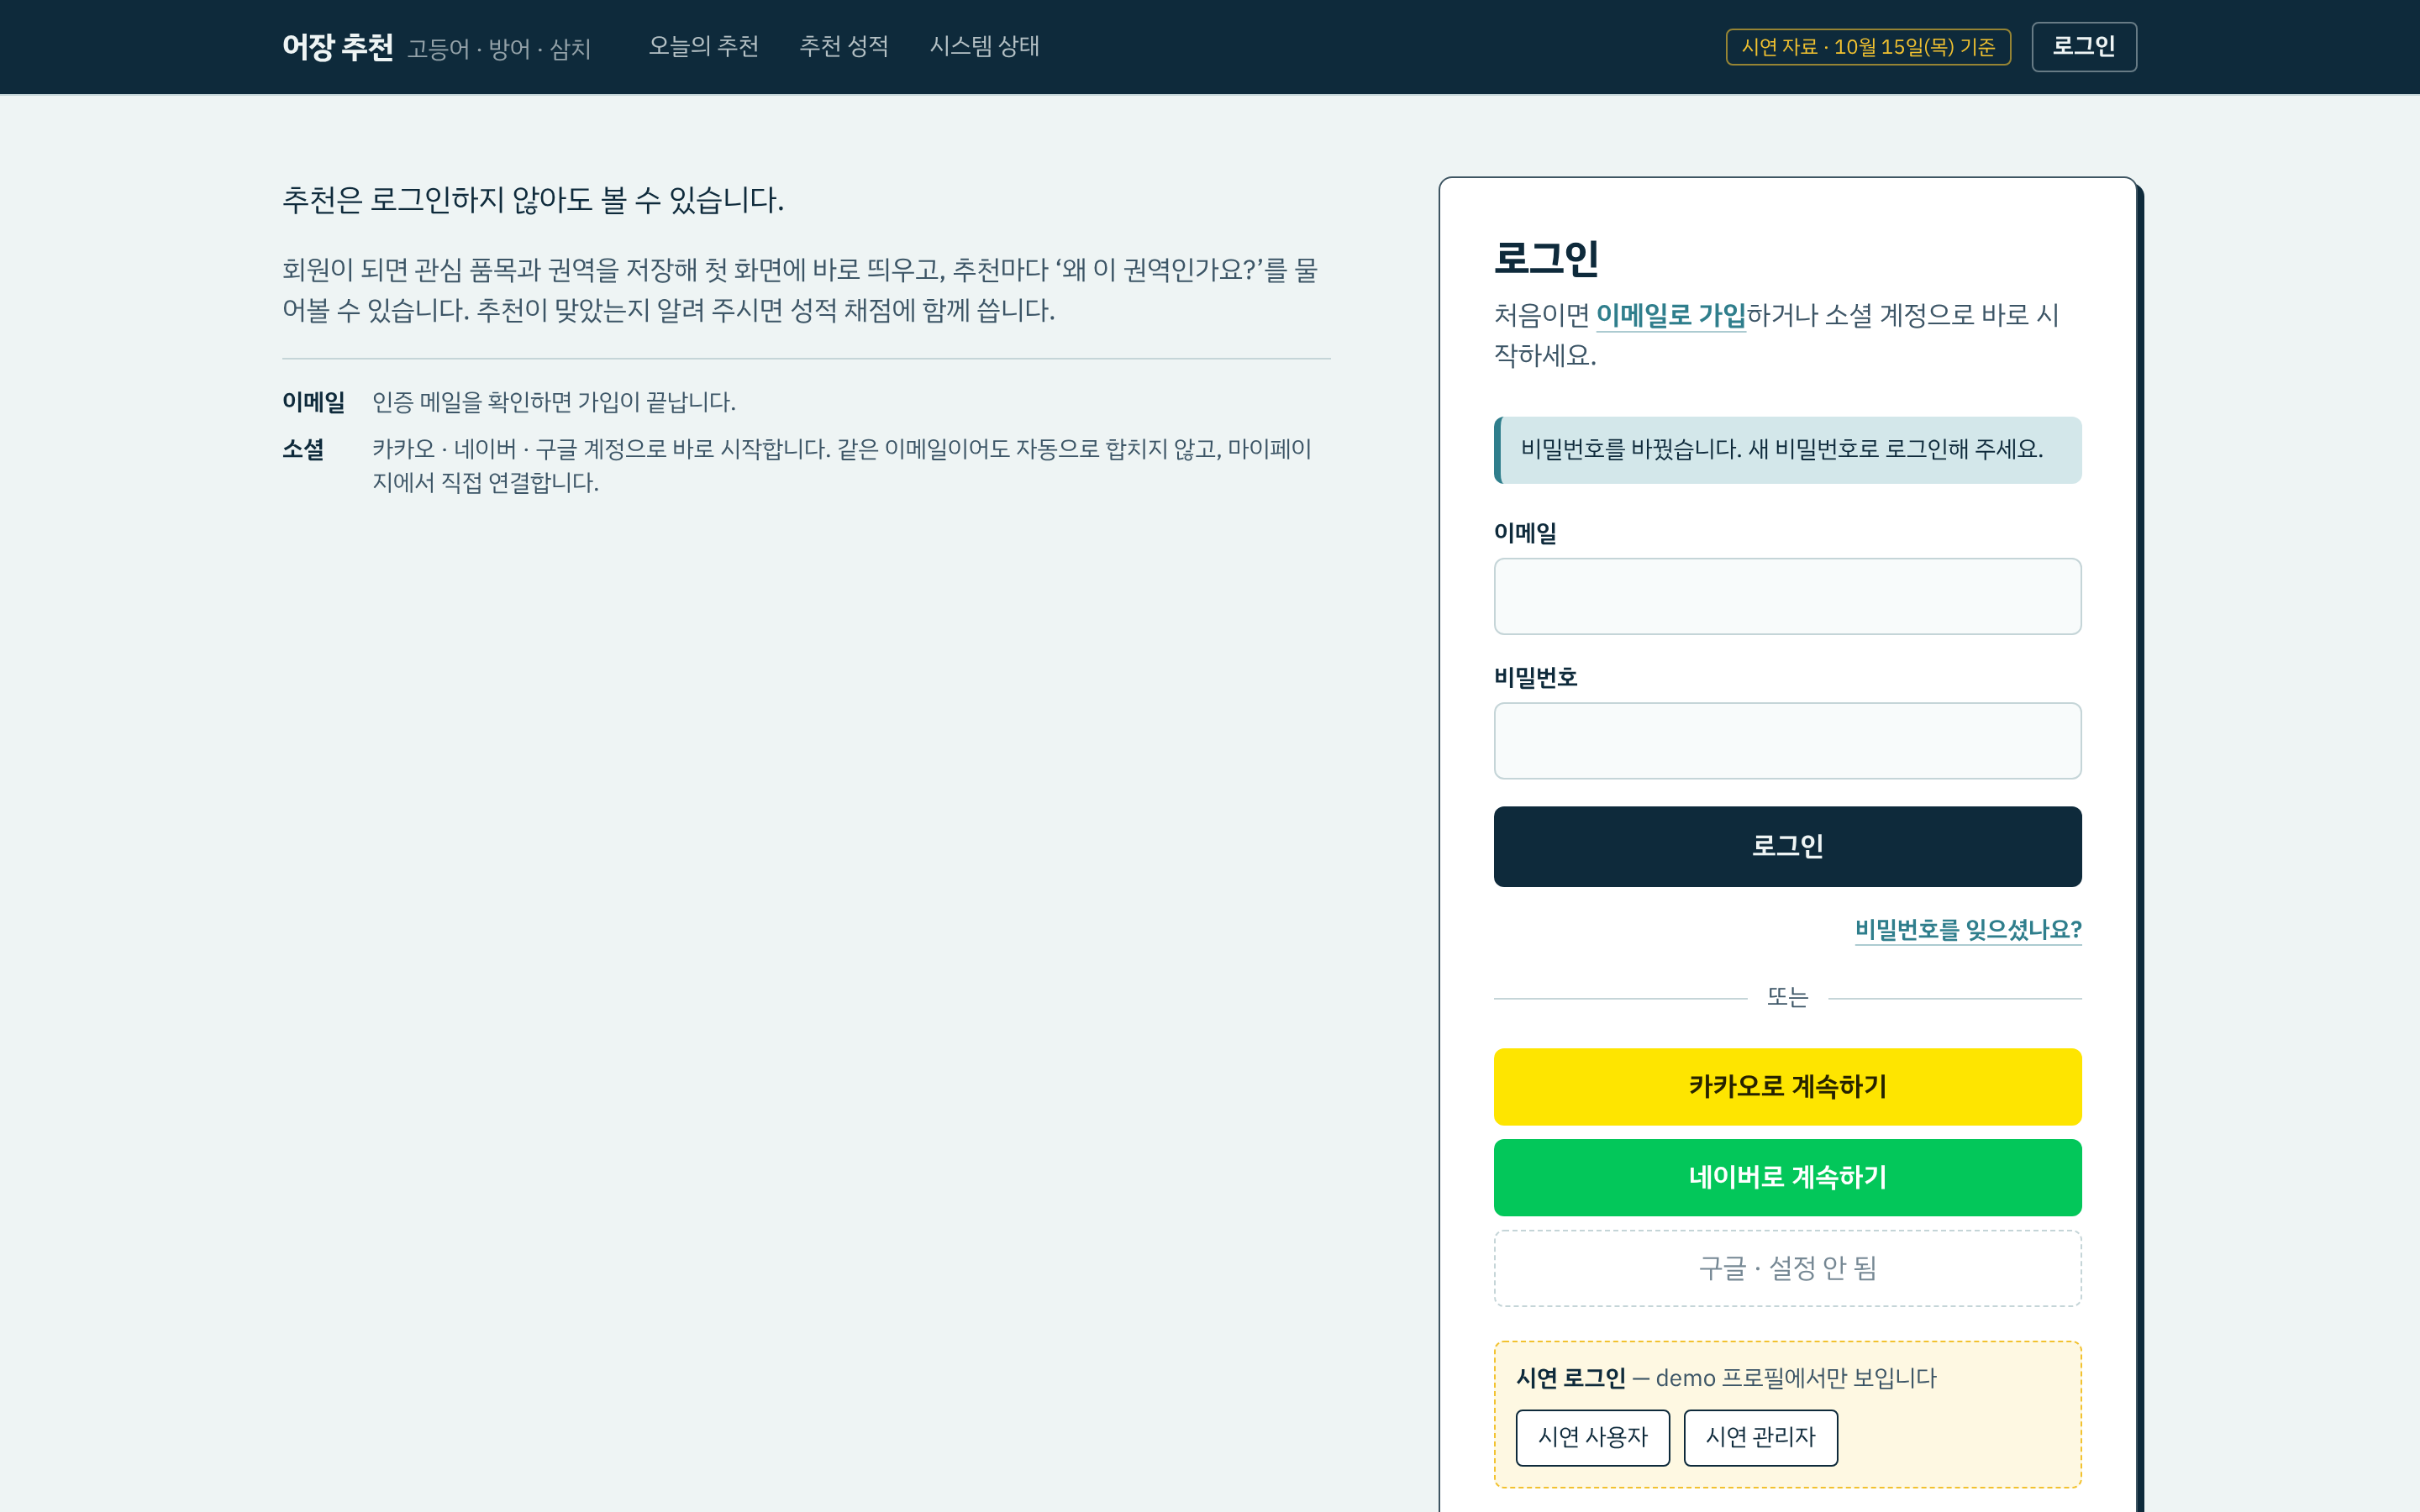 어장 추천 고등어 · 방어 · 삼치 오늘의 추천 추천 성적 시스템 상태 시연 자료 · 10월 15일(목) 기준 로그인
추천은 로그인하지 않아도 볼 수 있습니다.
회원이 되면 관심 품목과 권역을 저장해 첫 화면에 바로 띄우고, 추천마다 ‘왜 이 권역인가요?’를 물
어볼 수 있습니다. 추천이 맞았는지 알려 주시면 성적 채점에 함께 씁니다.
이메일 인증 메일을 확인하면 가입이 끝납니다.
소셜 카카오 · 네이버 · 구글 계정으로 바로 시작합니다. 같은 이메일이어도 자동으로 합치지 않고, 마이페이
지에서 직접 연결합니다.
로그인
처음이면 이메일로 가입하거나 소셜 계정으로 바로 시
작하세요.
비밀번호를 바꿨습니다. 새 비밀번호로 로그인해 주세요.
이메일
비밀번호
로그인
비밀번호를 잊으셨나요?
또는
카카오로 계속하기
네이버로 계속하기
구글 · 설정 안 됨
시연 로그인 — demo 프로필에서만 보입니다
시연 사용자 시연 관리자